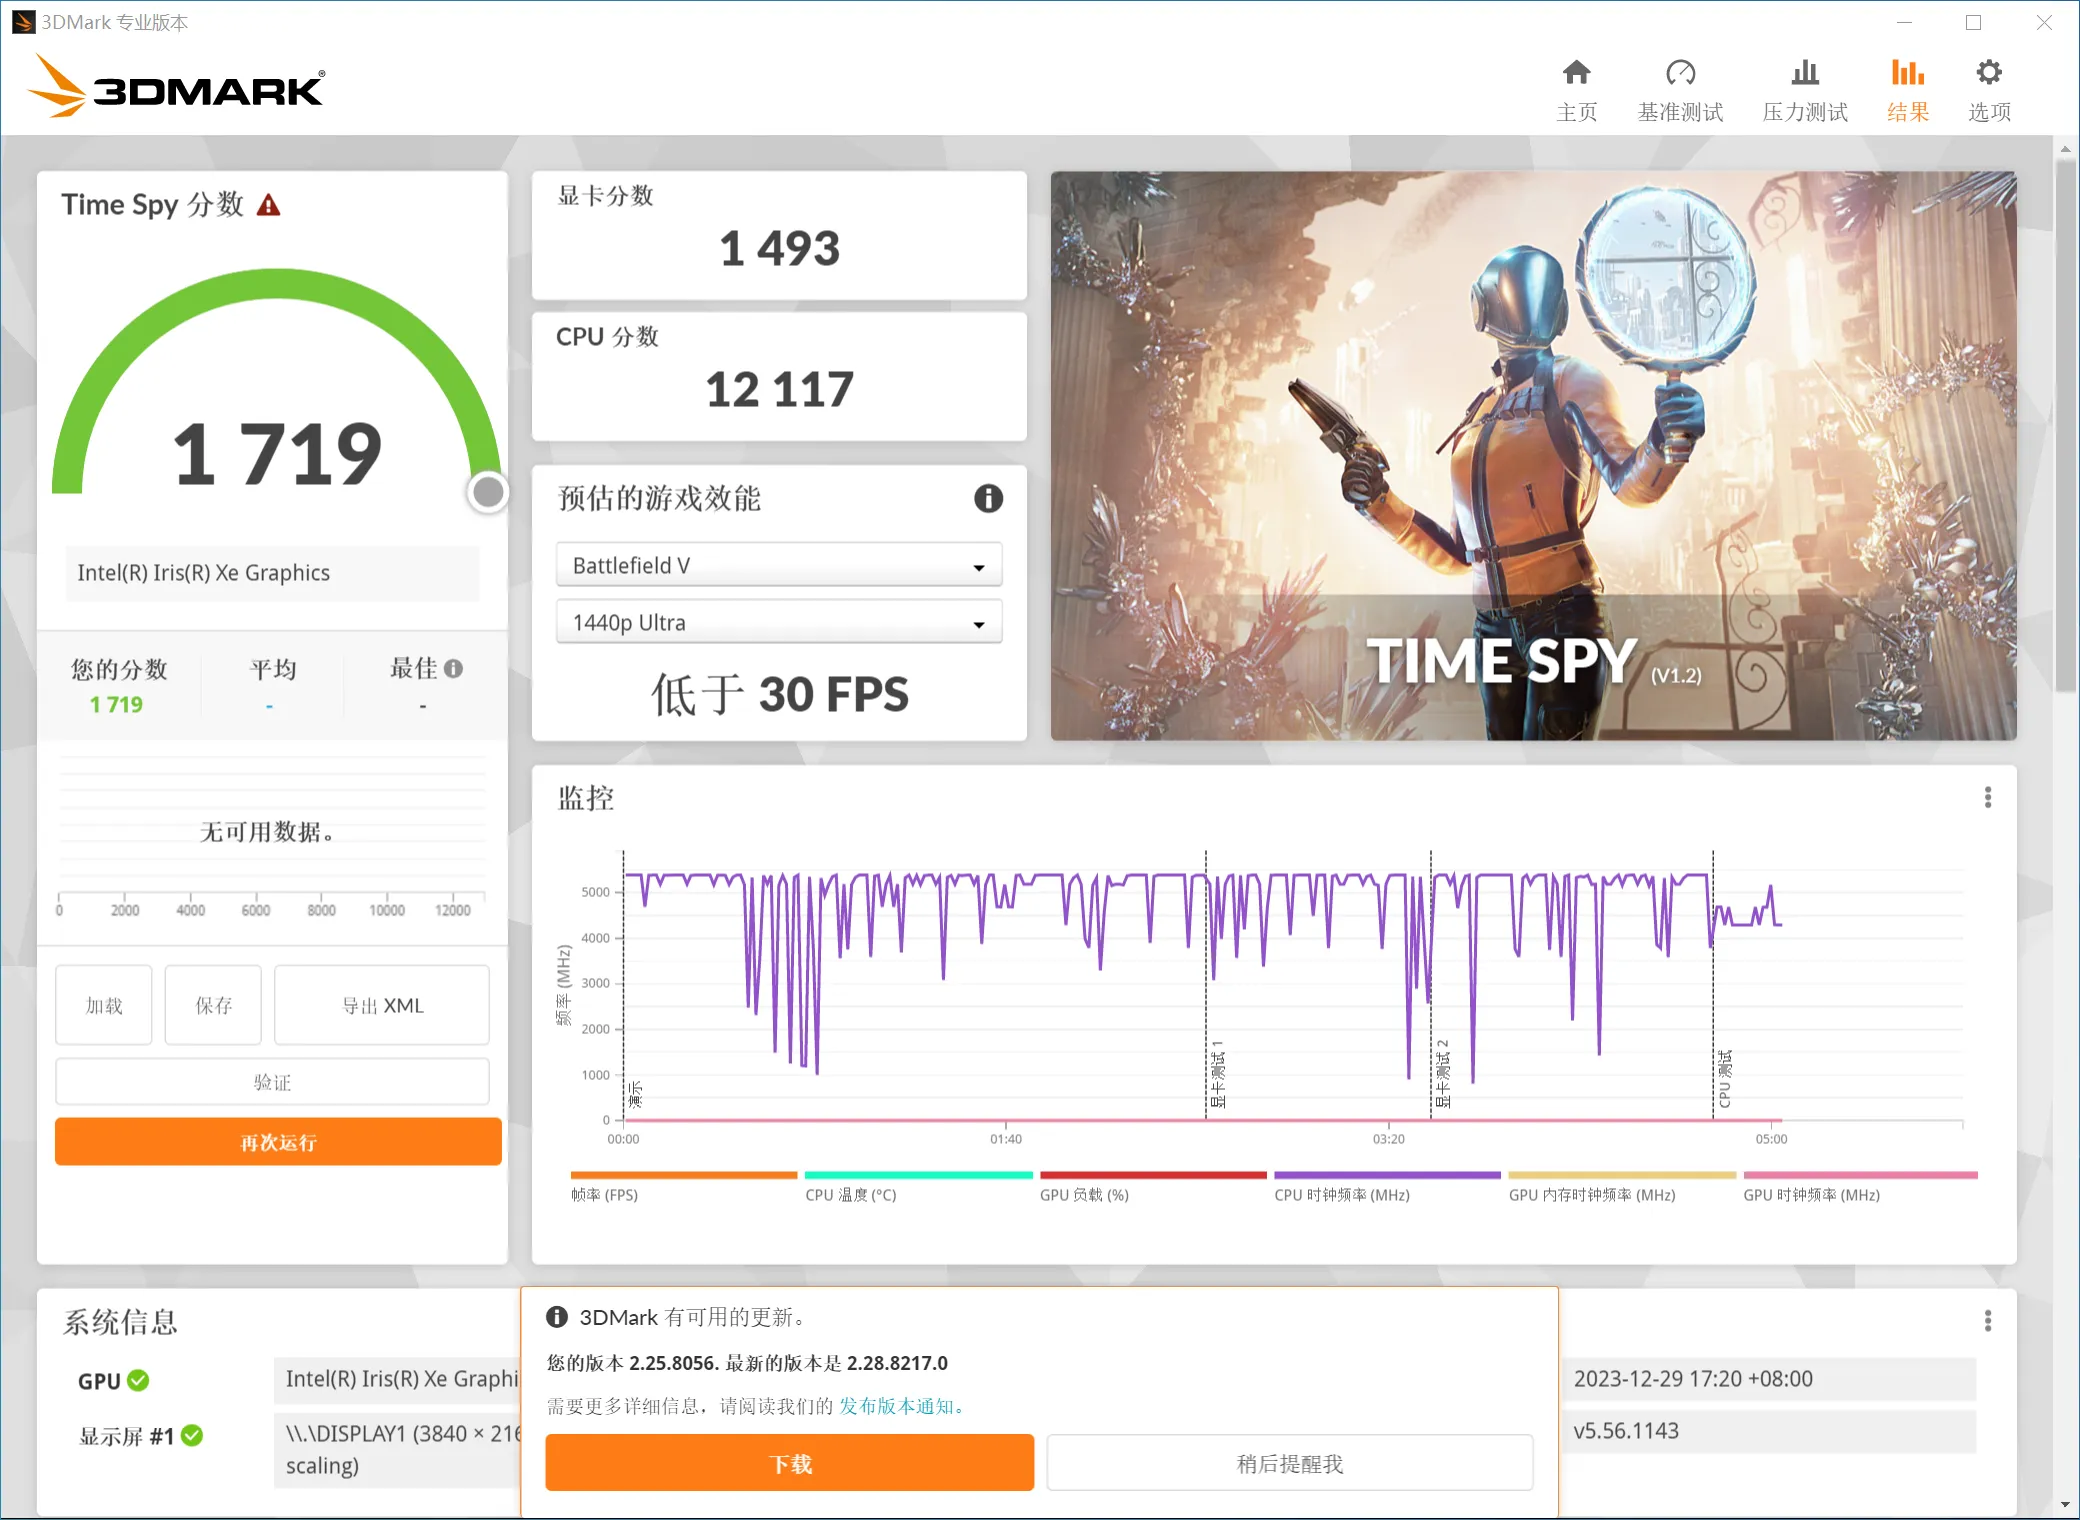 3DMark 专业版本
3DMARK®
主页
基准测试
压力测试
结果
选项
Time Spy 分数
1 719
Intel(R) Iris(R) Xe Graphics
您的分数
平均
最佳
1 719
-
-
无可用数据。
0 2000 4000 6000 8000 10000 12000
加载
保存
导出 XML
验证
再次运行
显卡分数
1 493
CPU 分数
12 117
预估的游戏效能
Battlefield V
1440p Ultra
低于 30 FPS
TIME SPY (V1.2)
监控
频率 (MHz)
5000
4000
3000
2000
1000
0
演示
显卡测试 1
显卡测试 2
CPU 测试
00:00 01:40 03:20 05:00
帧率 (FPS)
CPU 温度 (°C)
GPU 负载 (%)
CPU 时钟频率 (MHz)
GPU 内存时钟频率 (MHz)
GPU 时钟频率 (MHz)
系统信息
GPU
Intel(R) Iris(R) Xe Graphi
显示屏 #1
\\.\DISPLAY1 (3840 × 216
scaling)
3DMark 有可用的更新。
您的版本 2.25.8056. 最新的版本是 2.28.8217.0
需要更多详细信息，请阅读我们的 发布版本通知。
下载
稍后提醒我
2023-12-29 17:20 +08:00
v5.56.1143